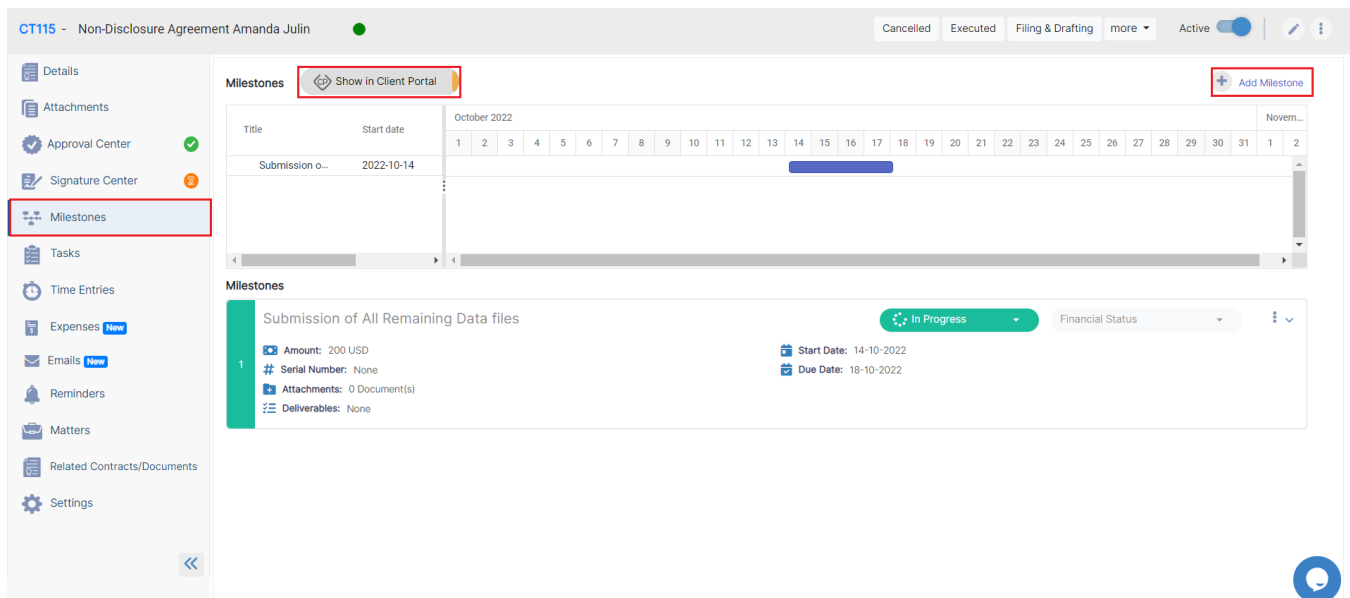 CT115 - Non-Disclosure Agreement Amanda Julin Cancelled Executed Filing & Drafting more Active
Details
Attachments
Approval Center
Signature Center
Milestones
Tasks
Time Entries
Expenses New
Emails New
Reminders
Matters
Related Contracts/Documents
Settings
Milestones CP Show in Client Portal + Add Milestone
Title Start date
October 2022 Novem...
1 2 3 4 5 6 7 8 9 10 11 12 13 14 15 16 17 18 19 20 21 22 23 24 25 26 27 28 29 30 31 1 2
Submission o... 2022-10-14
Milestones
1
Submission of All Remaining Data files In Progress Financial Status
Amount: 200 USD Start Date: 14-10-2022
# Serial Number: None Due Date: 18-10-2022
Attachments: 0 Document(s)
Deliverables: None